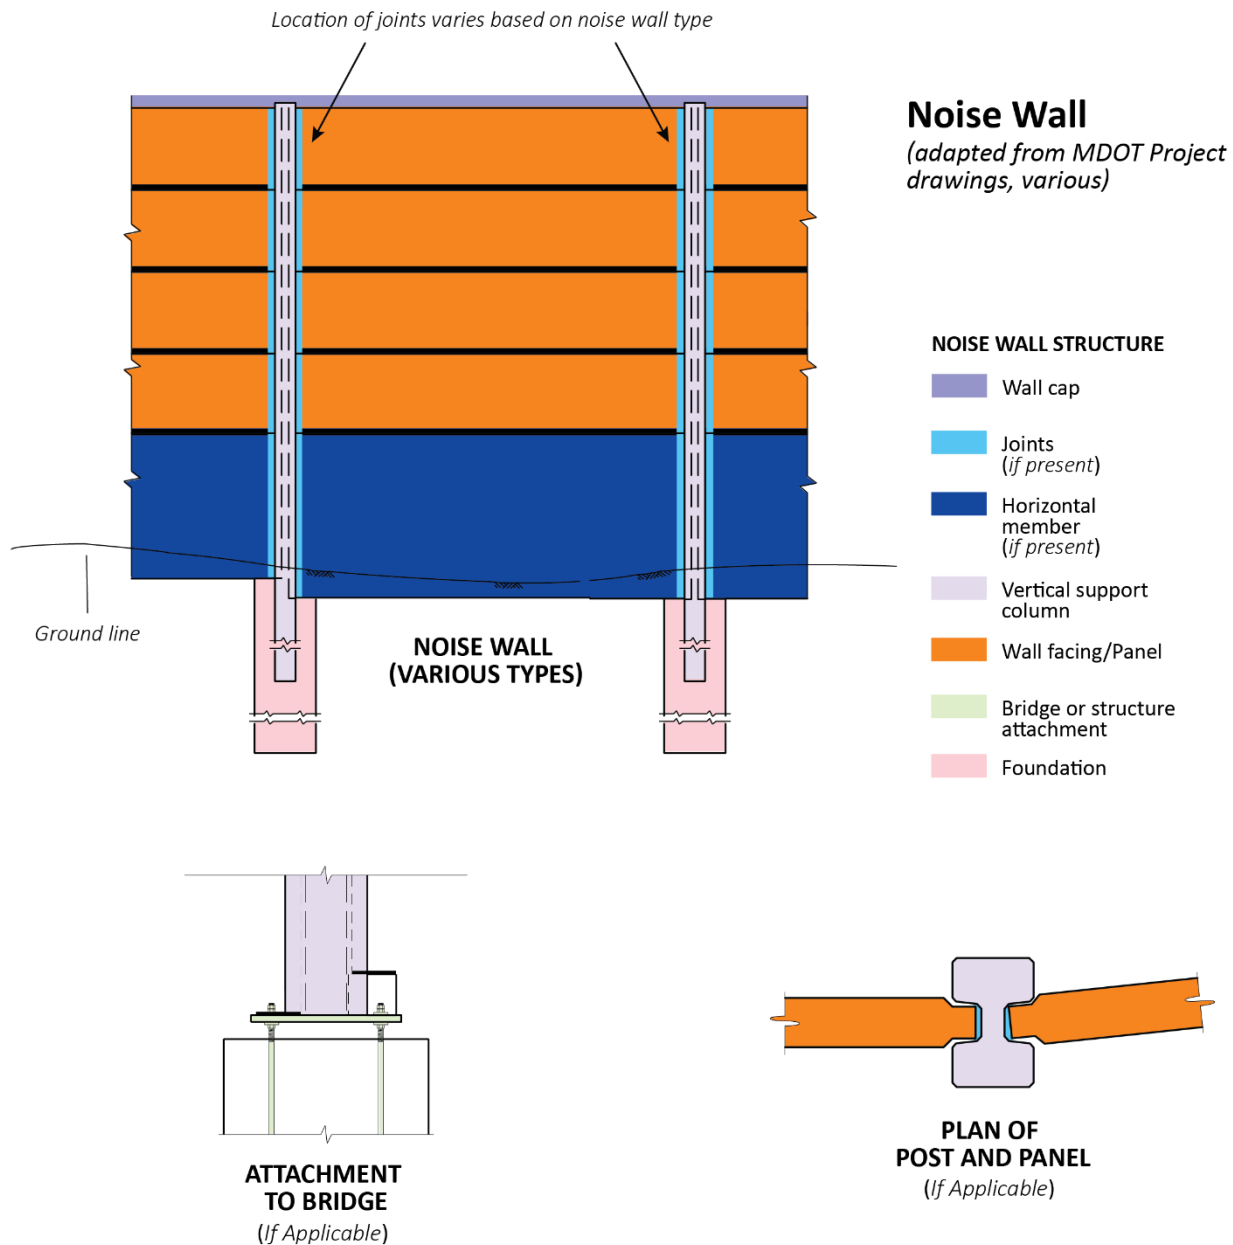 Location of joints varies based on noise wall type
Noise Wall
(adapted from MDOT Project
drawings, various)
NOISE WALL STRUCTURE
Wall cap
Joints
(if present)
Horizontal
member
(if present)
Vertical support
column
Wall facing/Panel
Bridge or structure
attachment
Foundation
Ground line
NOISE WALL
(VARIOUS TYPES)
ATTACHMENT
TO BRIDGE
(If Applicable)
PLAN OF
POST AND PANEL
(If Applicable)